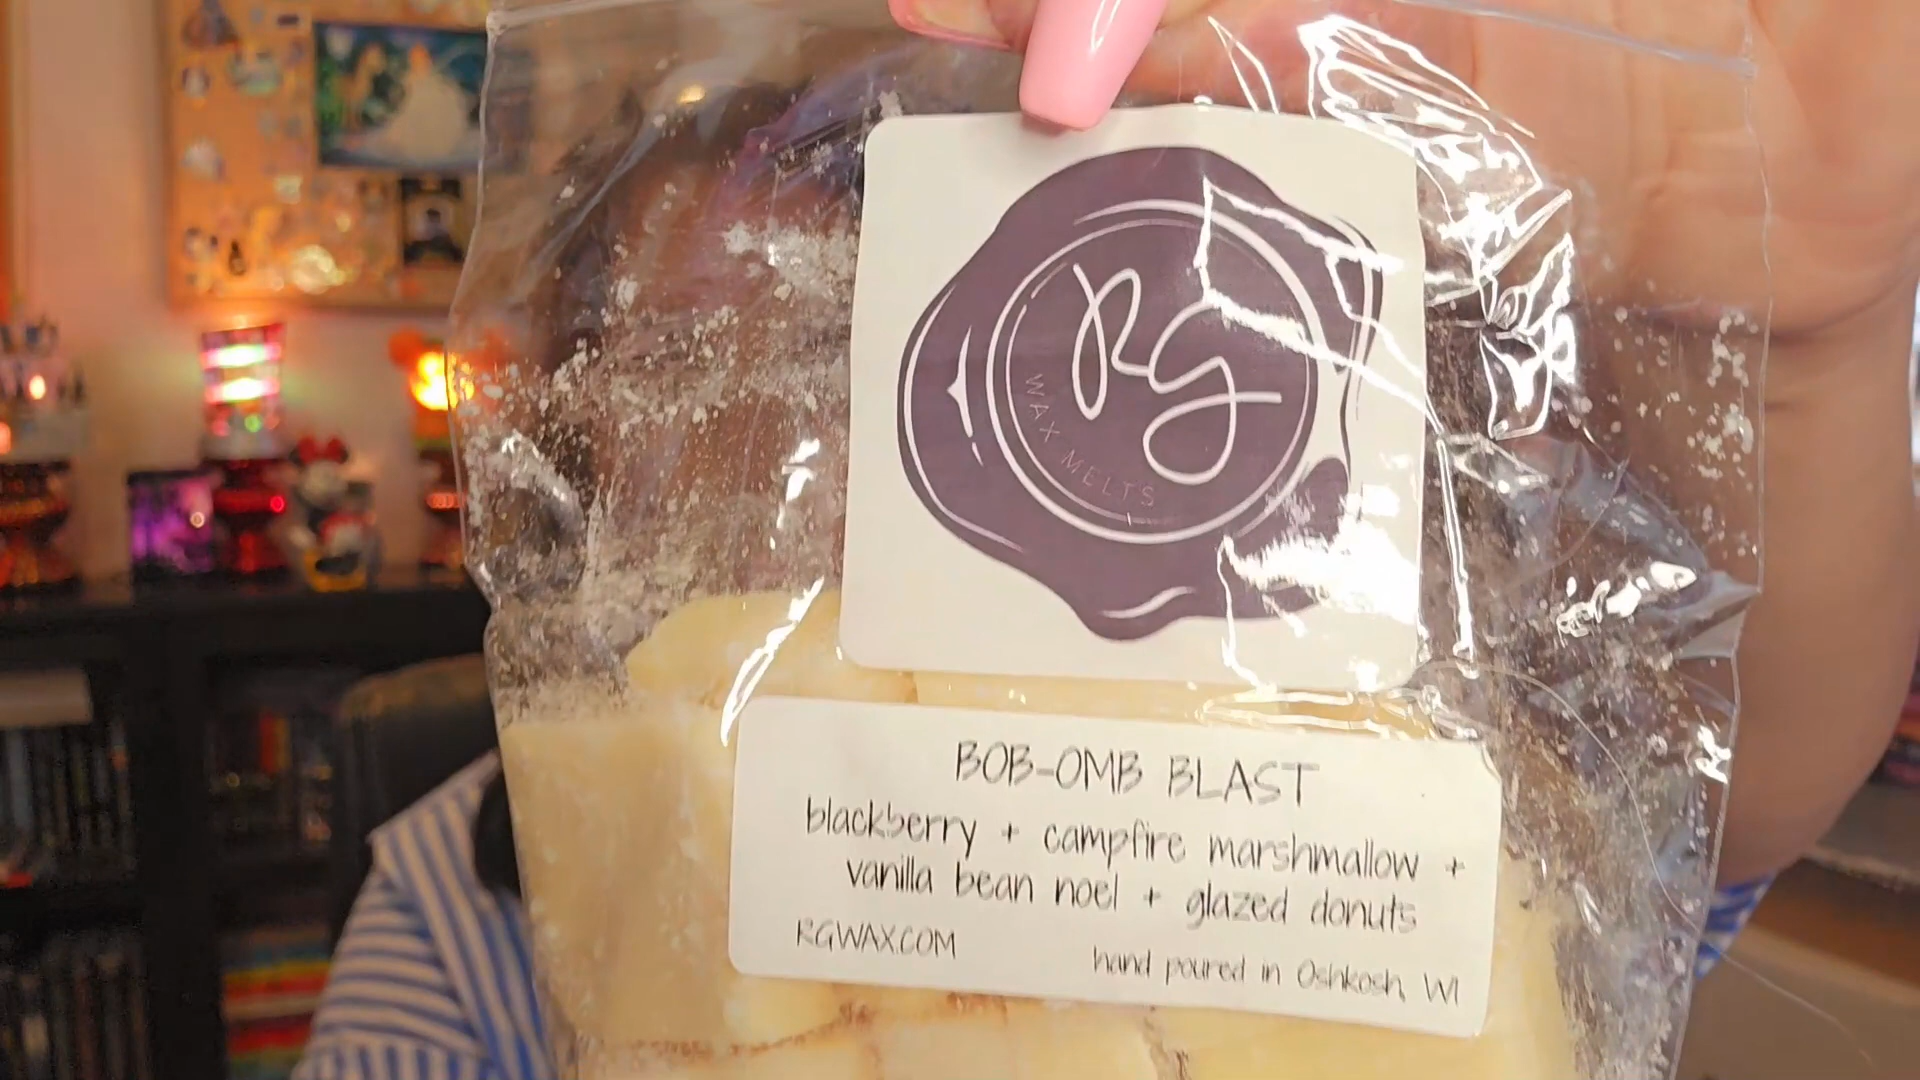 RG
WAX MELTS
BOB-OMB BLAST
blackberry + campfire marshmallow +
vanilla bean noel + glazed donuts
RGWAX.COM
hand poured in Oshkosh, WI